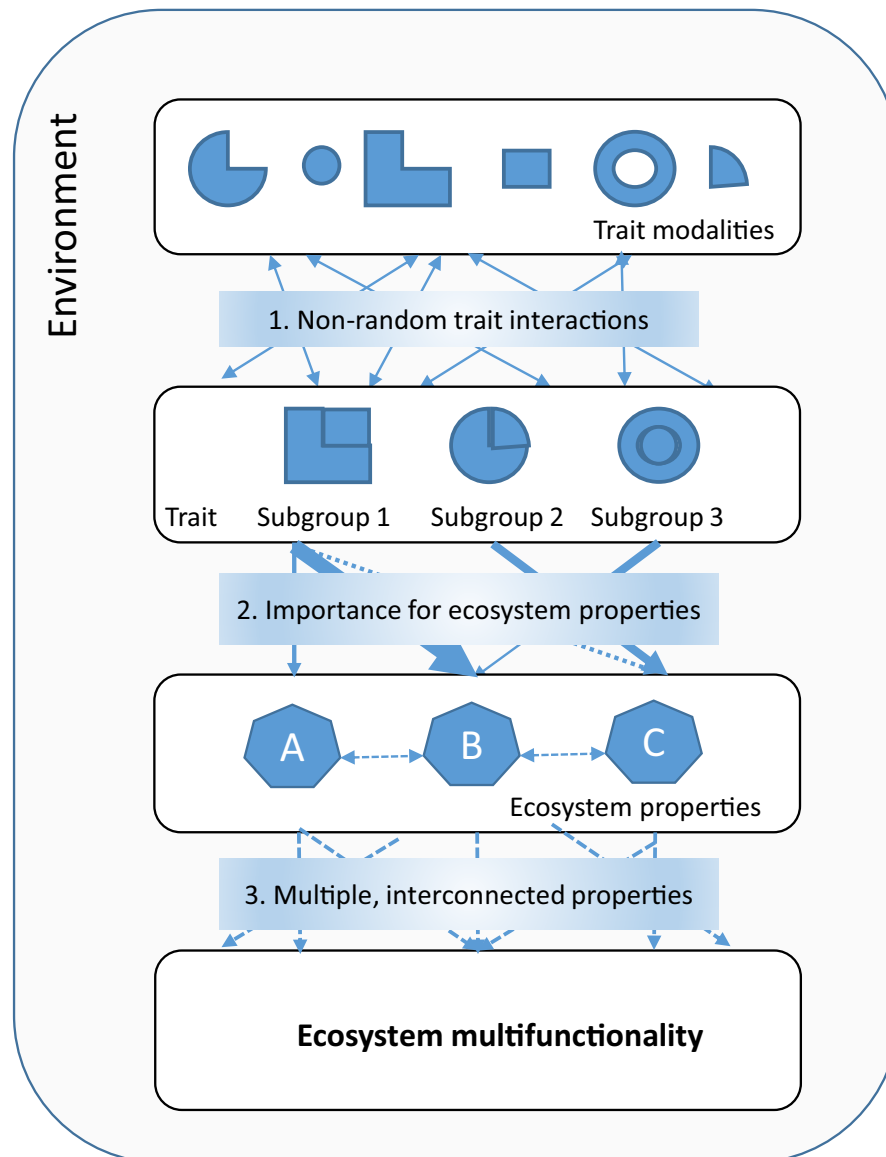 Environment
Trait modalities
1. Non-random trait interactions
Trait Subgroup 1 Subgroup 2 Subgroup 3
2. Importance for ecosystem properties
A B C
Ecosystem properties
3. Multiple, interconnected properties
Ecosystem multifunctionality